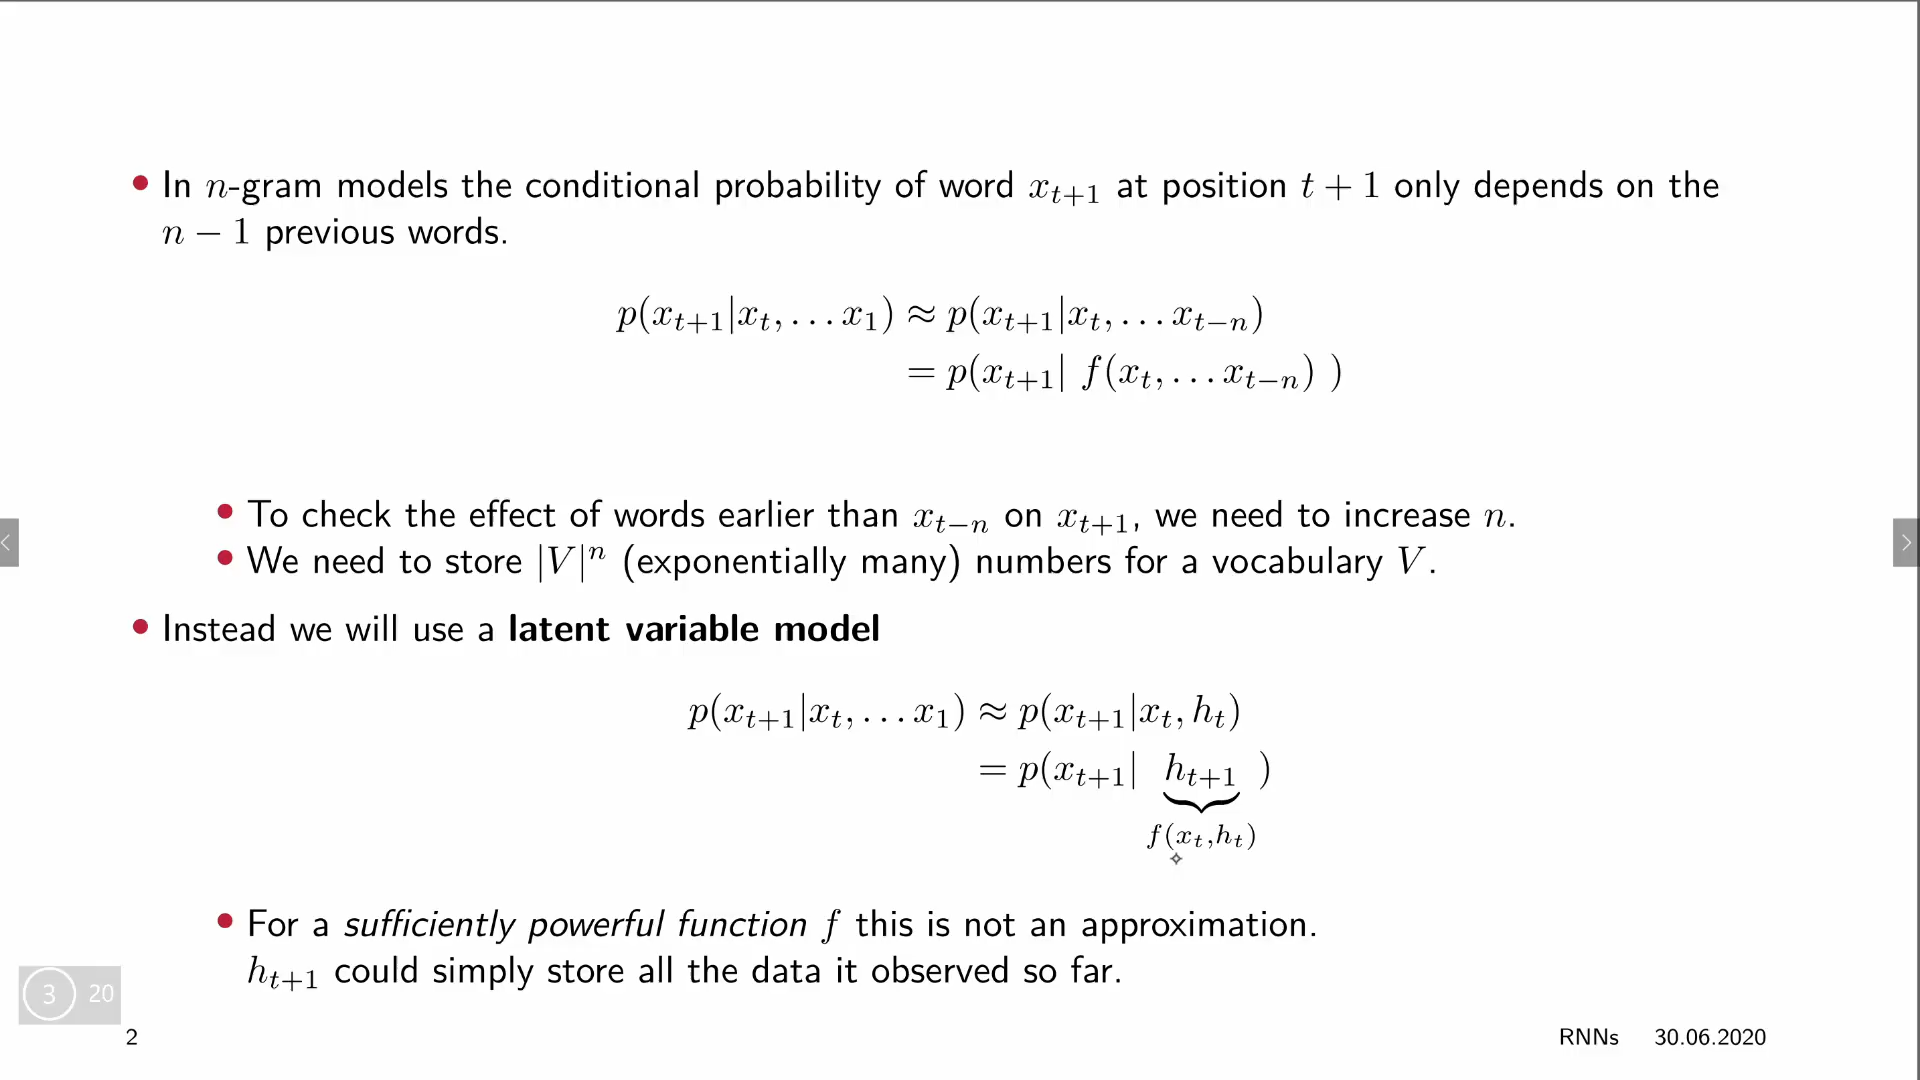 • In n-gram models the conditional probability of word x_{t+1} at position t + 1 only depends on the
n − 1 previous words.
p(x_{t+1}|x_t, . . . x_1) ≈ p(x_{t+1}|x_t, . . . x_{t−n})
= p(x_{t+1}| f(x_t, . . . x_{t−n}) )
• To check the effect of words earlier than x_{t−n} on x_{t+1}, we need to increase n.
• We need to store |V|^n (exponentially many) numbers for a vocabulary V.
• Instead we will use a latent variable model
p(x_{t+1}|x_t, . . . x_1) ≈ p(x_{t+1}|x_t, h_t)
= p(x_{t+1}| h_{t+1} )
f(x_t,h_t)
• For a sufficiently powerful function f this is not an approximation.
h_{t+1} could simply store all the data it observed so far.
3 20
2 RNNs 30.06.2020